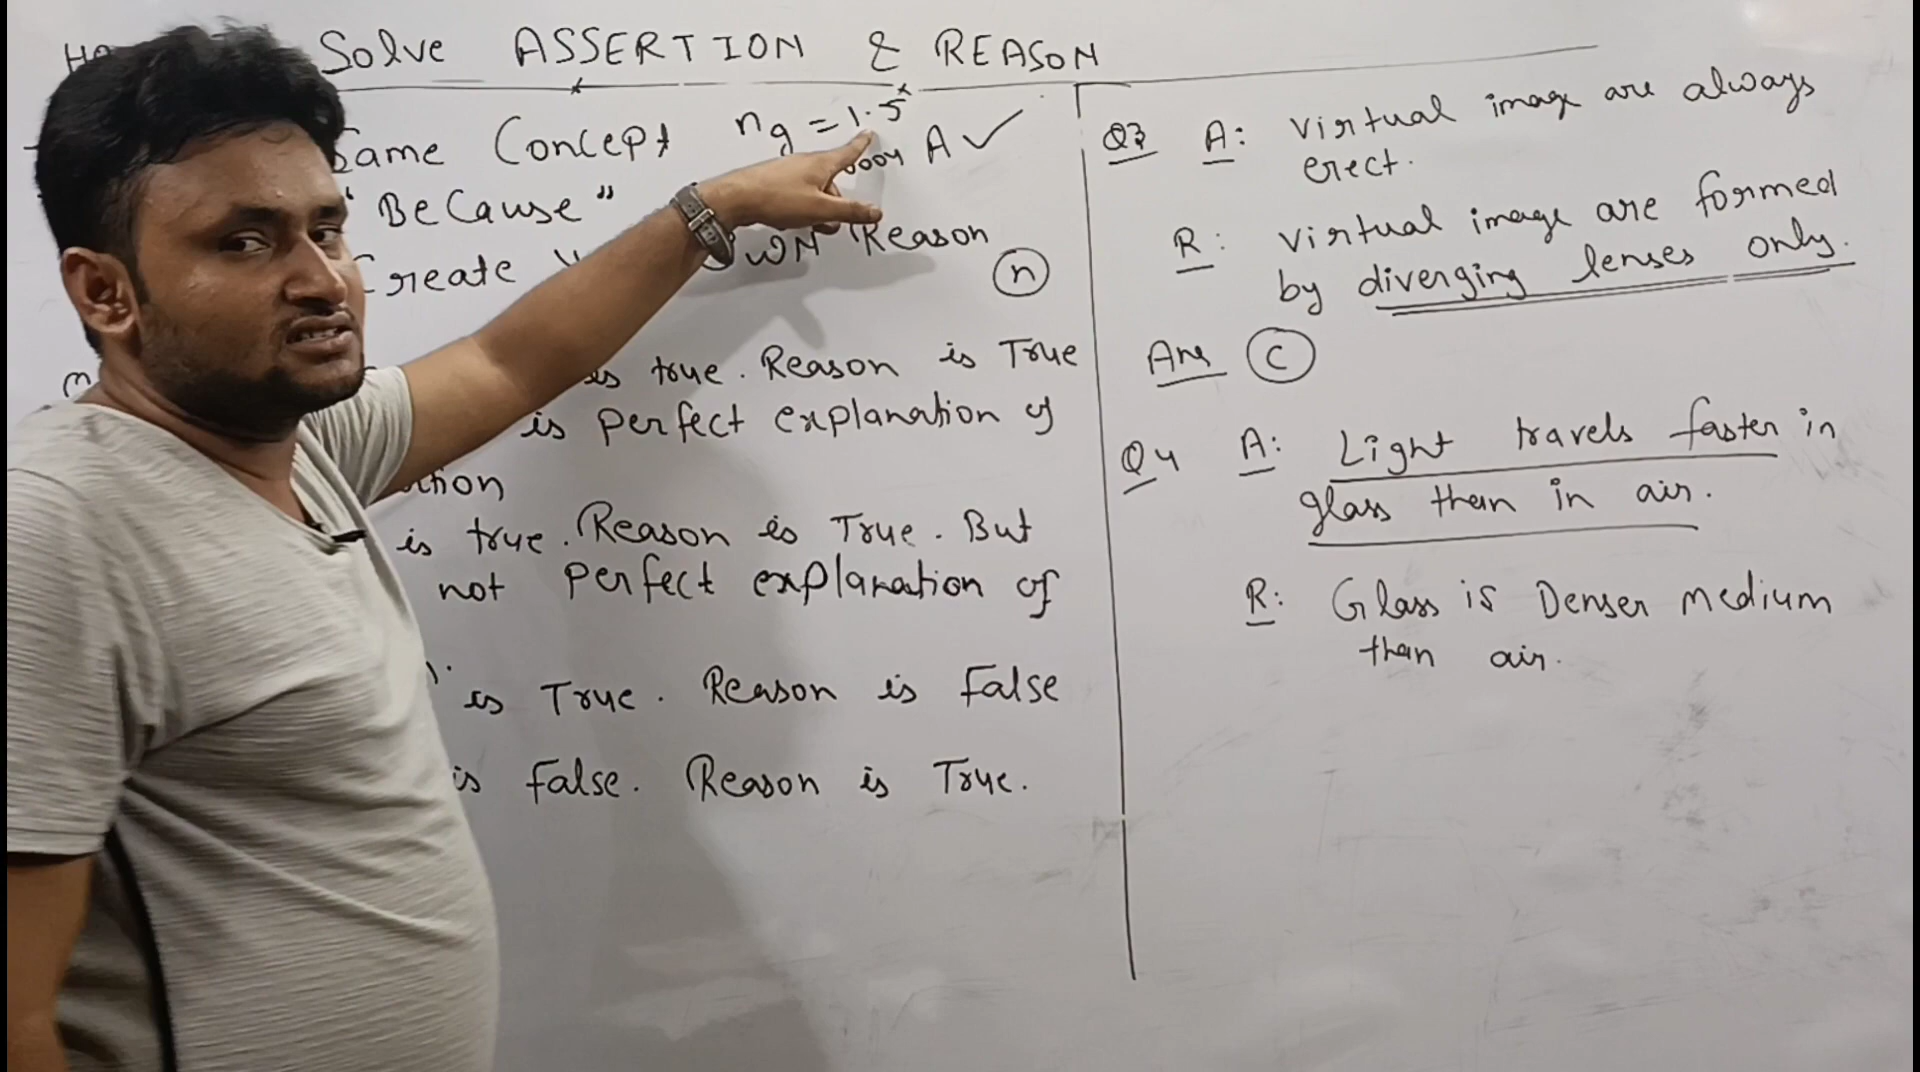 Solve ASSERTION & REASON
Same Concept ng = 1.5
A ✓
"Because"
Create OWN Reason
(n)
is true. Reason is True
is perfect explanation of
is true. Reason is True. But
not perfect explanation of
is True. Reason is false
is false. Reason is True.
Q3 A: virtual image are always
erect.
R: virtual image are formed
by diverging lenses only.
Ans (C)
Q4 A: Light travels faster in
glass than in air.
R: Glass is Denser medium
than air.